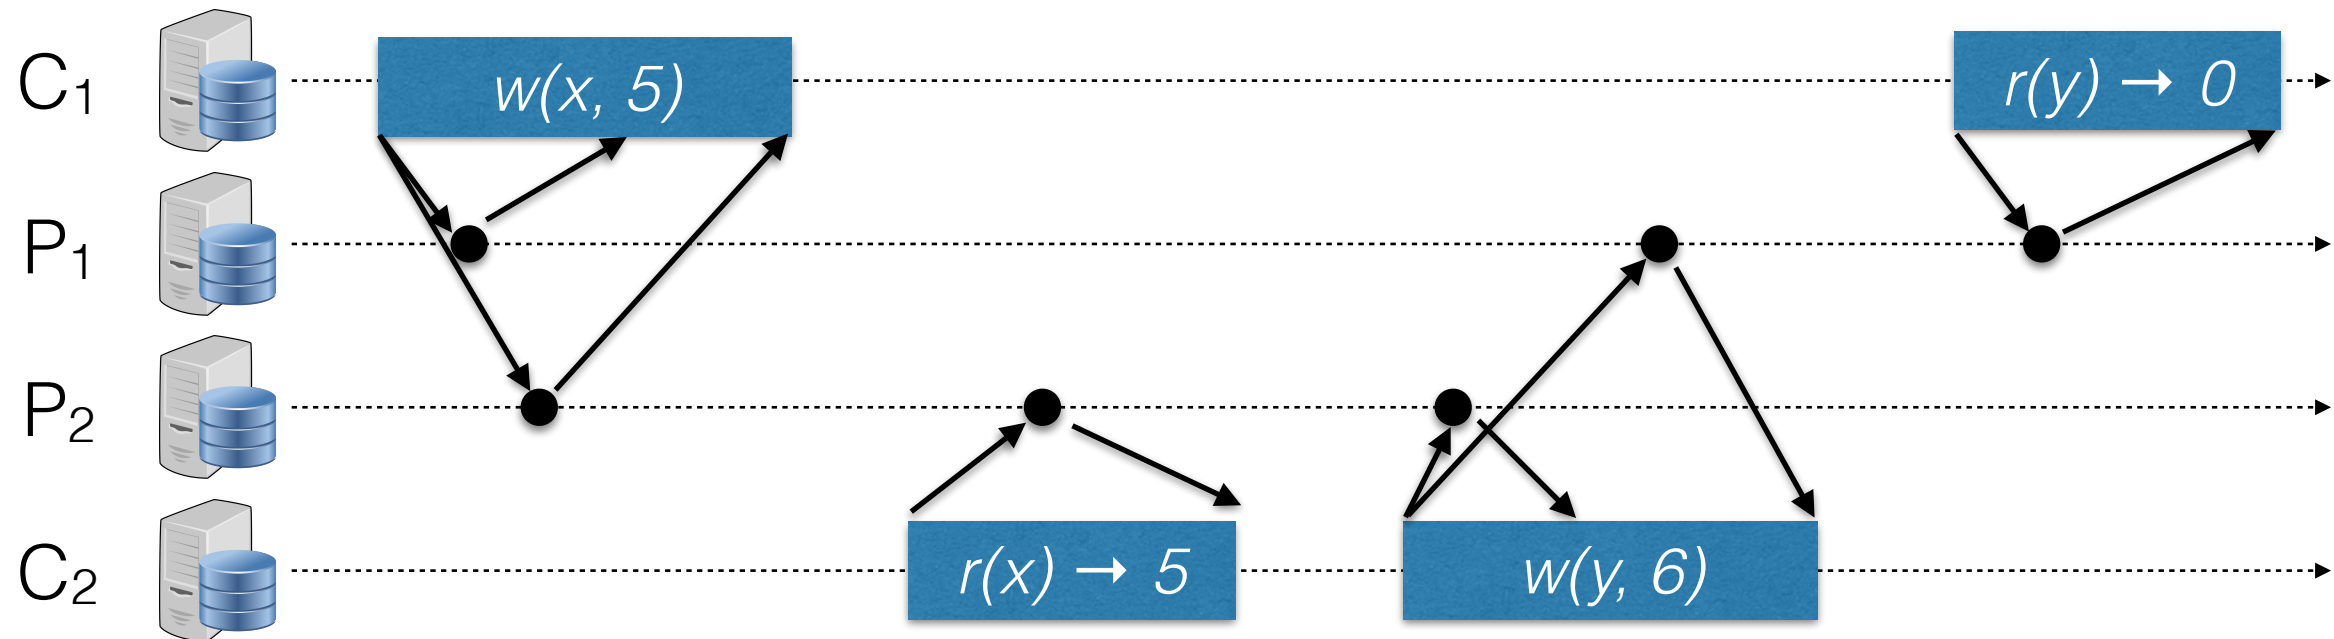 C₁ w(x, 5) r(y) → 0
P₁
P₂
C₂ r(x) → 5 w(y, 6)